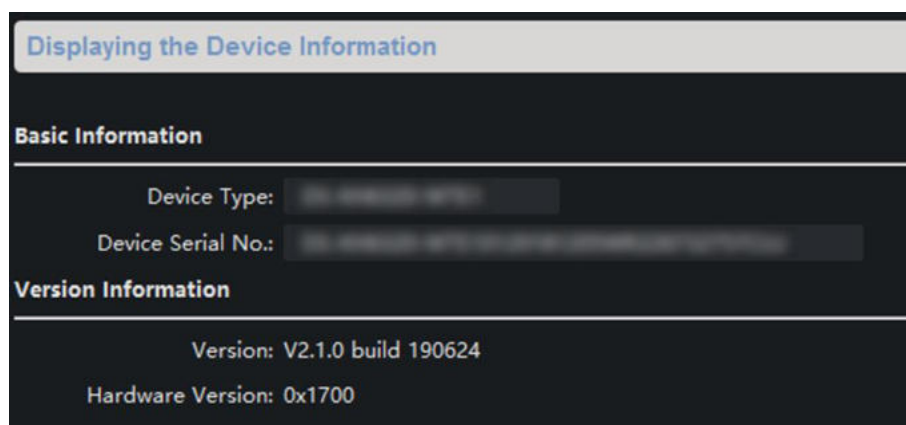 Displaying the Device Information
Basic Information
Device Type:
Device Serial No.:
Version Information
Version: V2.1.0 build 190624
Hardware Version: 0x1700